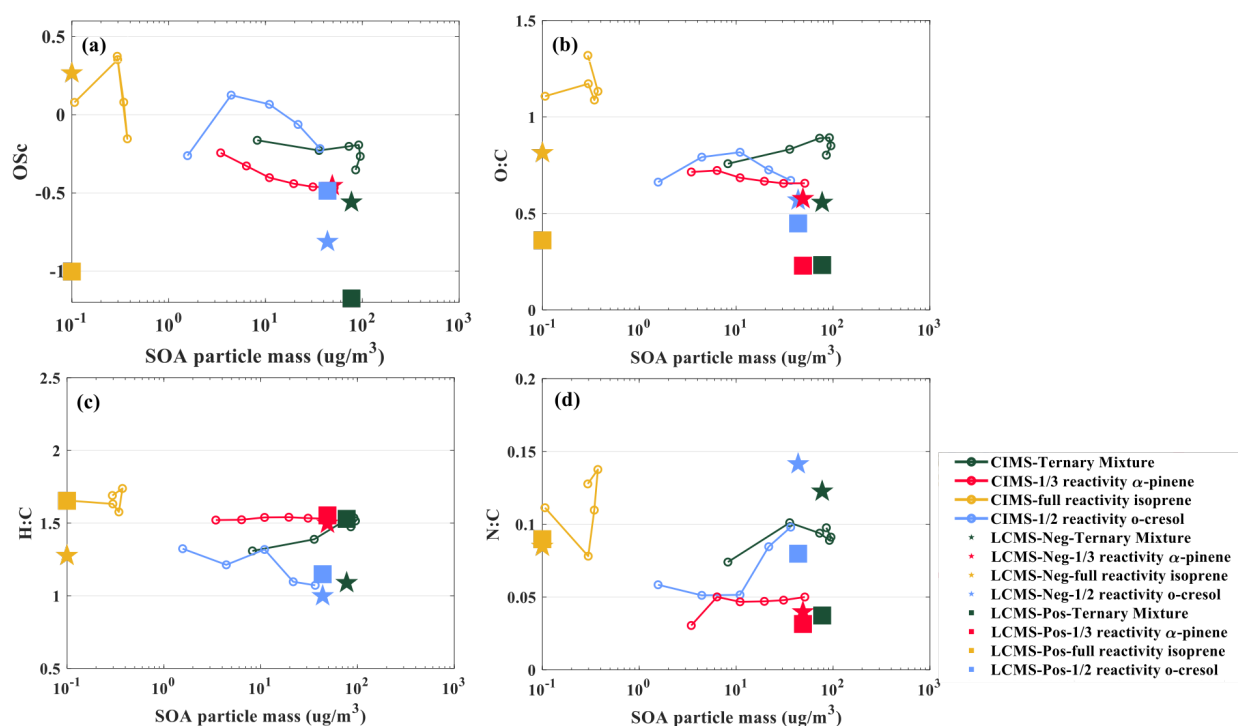 (a)
0.5
0
-0.5
-1
OSc
10^-1
10^0
10^1
10^2
10^3
SOA particle mass (ug/m^3)
(b)
1.5
1
0.5
0
O:C
10^-1
10^0
10^1
10^2
10^3
SOA particle mass (ug/m^3)
(c)
2.5
2
1.5
1
0.5
H:C
10^-1
10^0
10^1
10^2
10^3
SOA particle mass (ug/m^3)
(d)
0.2
0.15
0.1
0.05
0
N:C
10^-1
10^0
10^1
10^2
10^3
SOA particle mass (ug/m^3)
CIMS-Ternary Mixture
CIMS-1/3 reactivity α-pinene
CIMS-full reactivity isoprene
CIMS-1/2 reactivity o-cresol
LCMS-Neg-Ternary Mixture
LCMS-Neg-1/3 reactivity α-pinene
LCMS-Neg-full reactivity isoprene
LCMS-Neg-1/2 reactivity o-cresol
LCMS-Pos-Ternary Mixture
LCMS-Pos-1/3 reactivity α-pinene
LCMS-Pos-full reactivity isoprene
LCMS-Pos-1/2 reactivity o-cresol